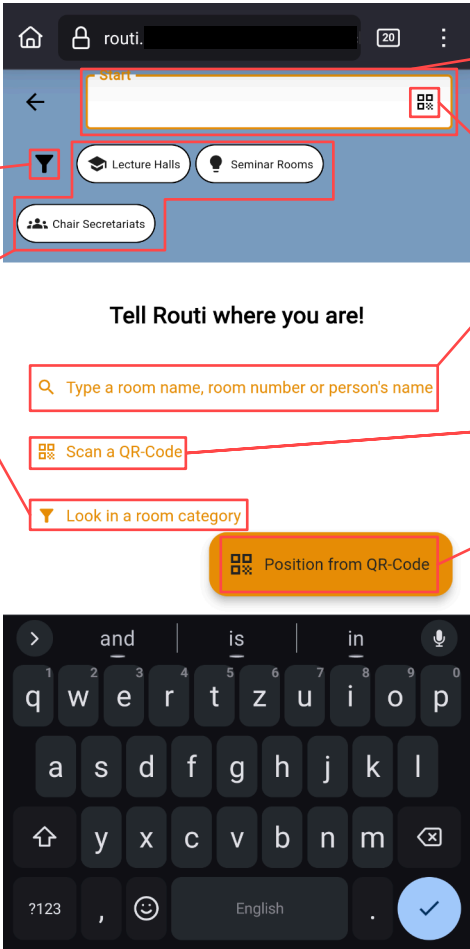 routi.
20
Start
Lecture Halls
Seminar Rooms
Chair Secretariats
Tell Routi where you are!
Type a room name, room number or person's name
Scan a QR-Code
Look in a room category
Position from QR-Code
and is in
1 2 3 4 5 6 7 8 9 0
q w e r t z u i o p
a s d f g h j k l
y x c v b n m
?123 , English .